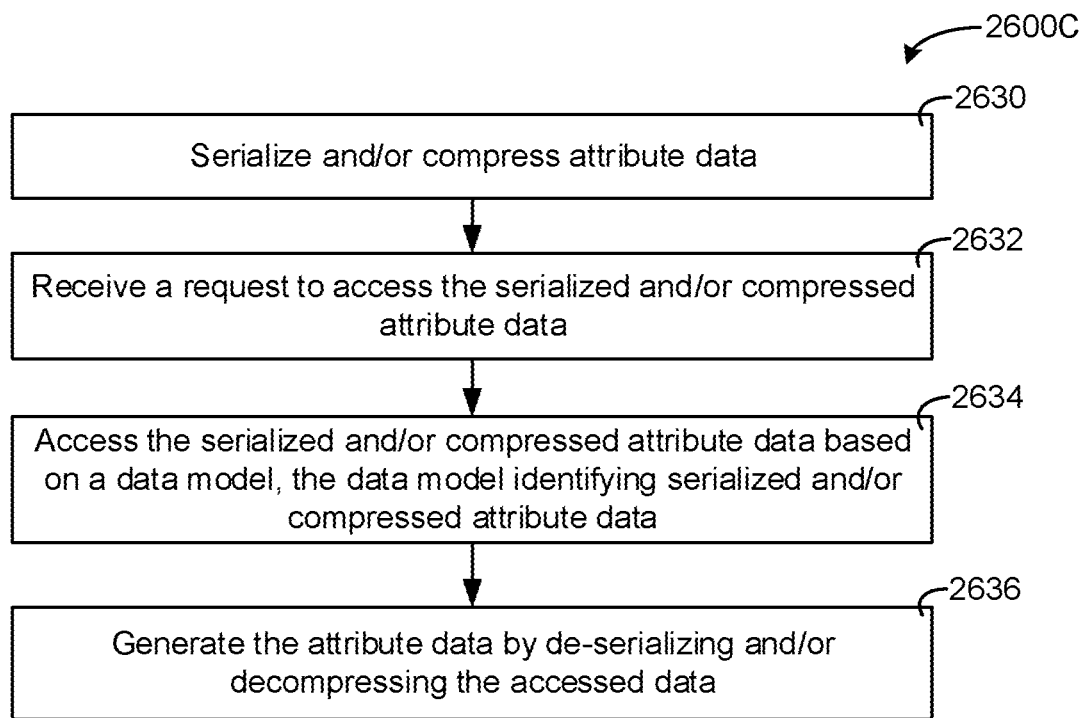 2600C
2630
Serialize and/or compress attribute data
2632
Receive a request to access the serialized and/or compressed
attribute data
2634
Access the serialized and/or compressed attribute data based
on a data model, the data model identifying serialized and/or
compressed attribute data
2636
Generate the attribute data by de-serializing and/or
decompressing the accessed data